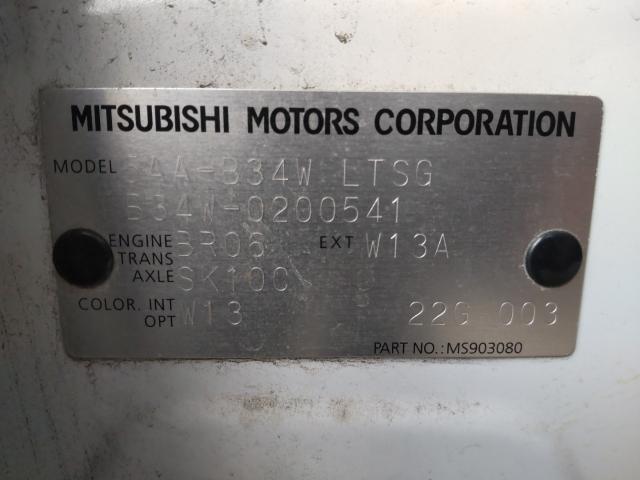 MITSUBISHI MOTORS CORPORATION
MODEL 5AA-B34W LTSG
B34W-0200541
ENGINE BR06 EXT W13A
TRANS
AXLE SK10C
COLOR. INT W13 22G 003
OPT
PART NO.: MS903080